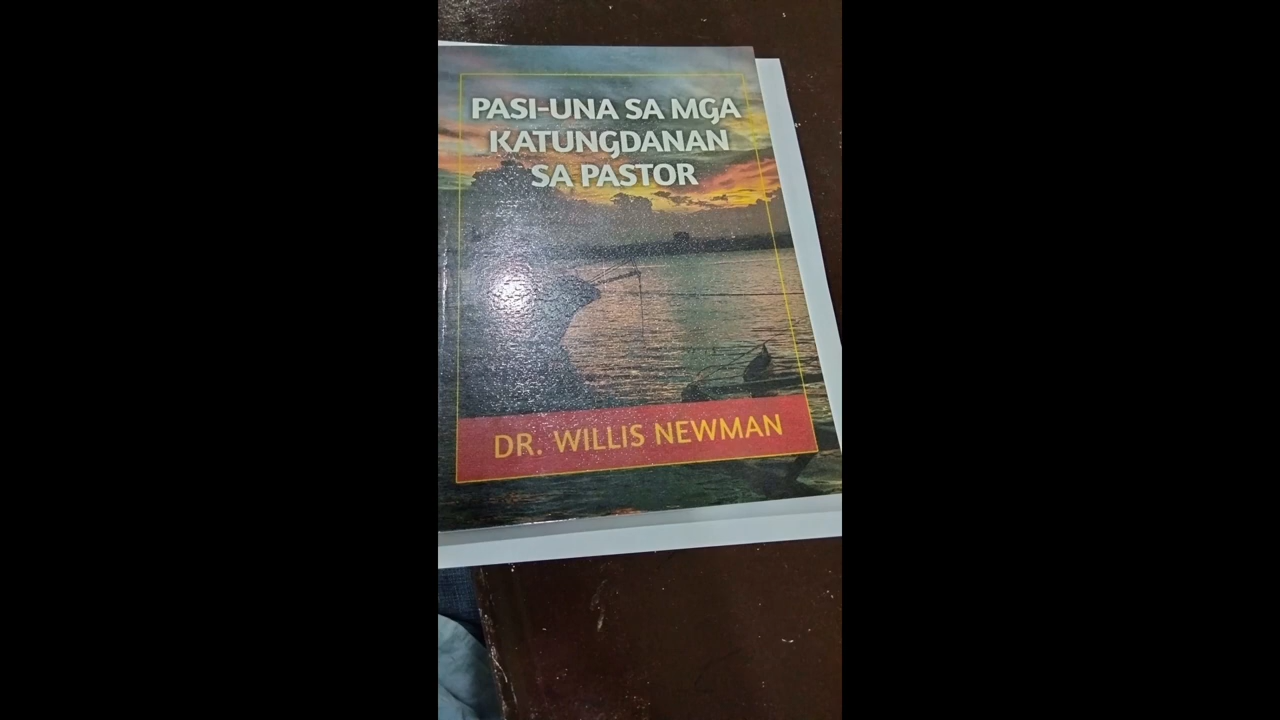 PASI-UNA SA MGA
KATUNGDANAN
SA PASTOR
DR. WILLIS NEWMAN